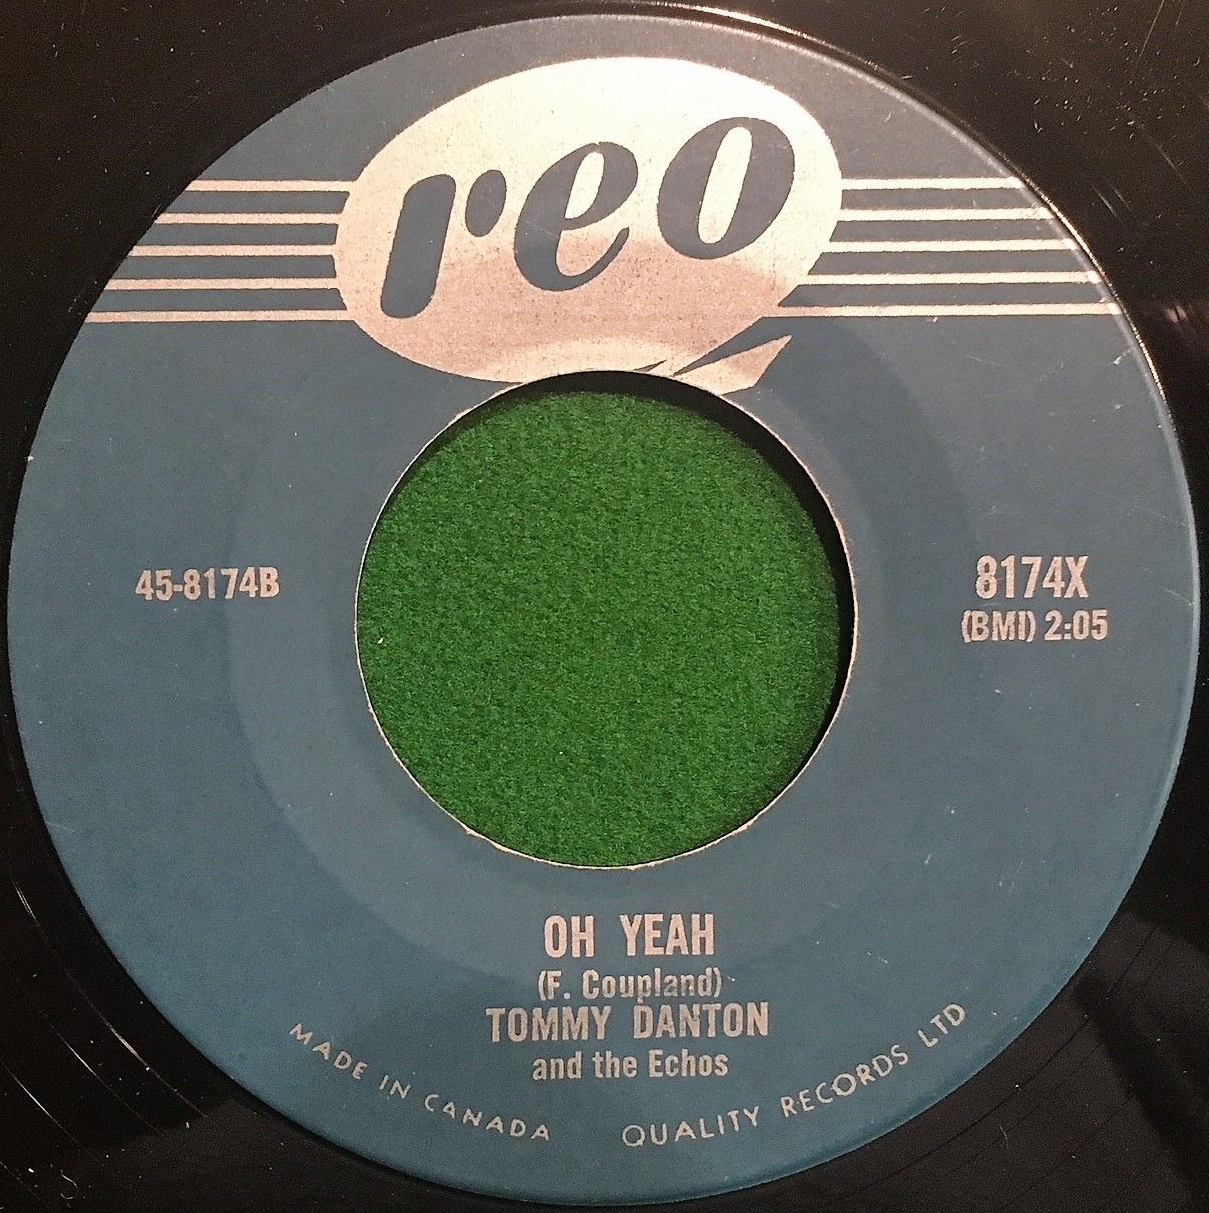 reo
45-8174B
8174X
(BMI) 2:05
OH YEAH
(F. Coupland)
TOMMY DANTON
and the Echos
MADE IN CANADA
QUALITY RECORDS LTD